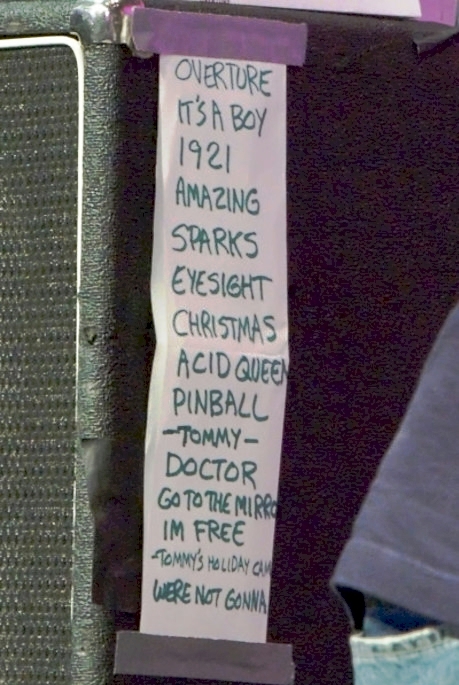 OVERTURE
IT'S A BOY
1921
AMAZING
SPARKS
EYESIGHT
CHRISTMAS
ACID QUEEN
PINBALL
-TOMMY-
DOCTOR
GO TO THE MIRRO
IM FREE
-TOMMY'S HOLIDAY CAM
WERE NOT GONNA